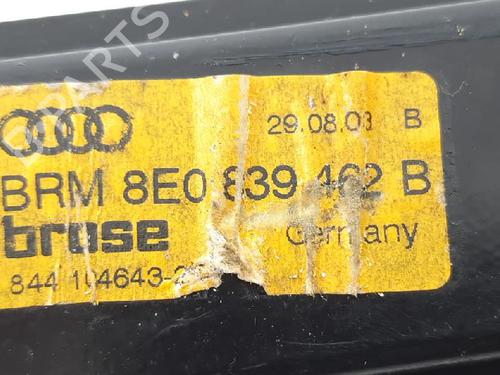 29.08.03 B
BRM 8E0 839 462 B
brose Germany
844 104643-2